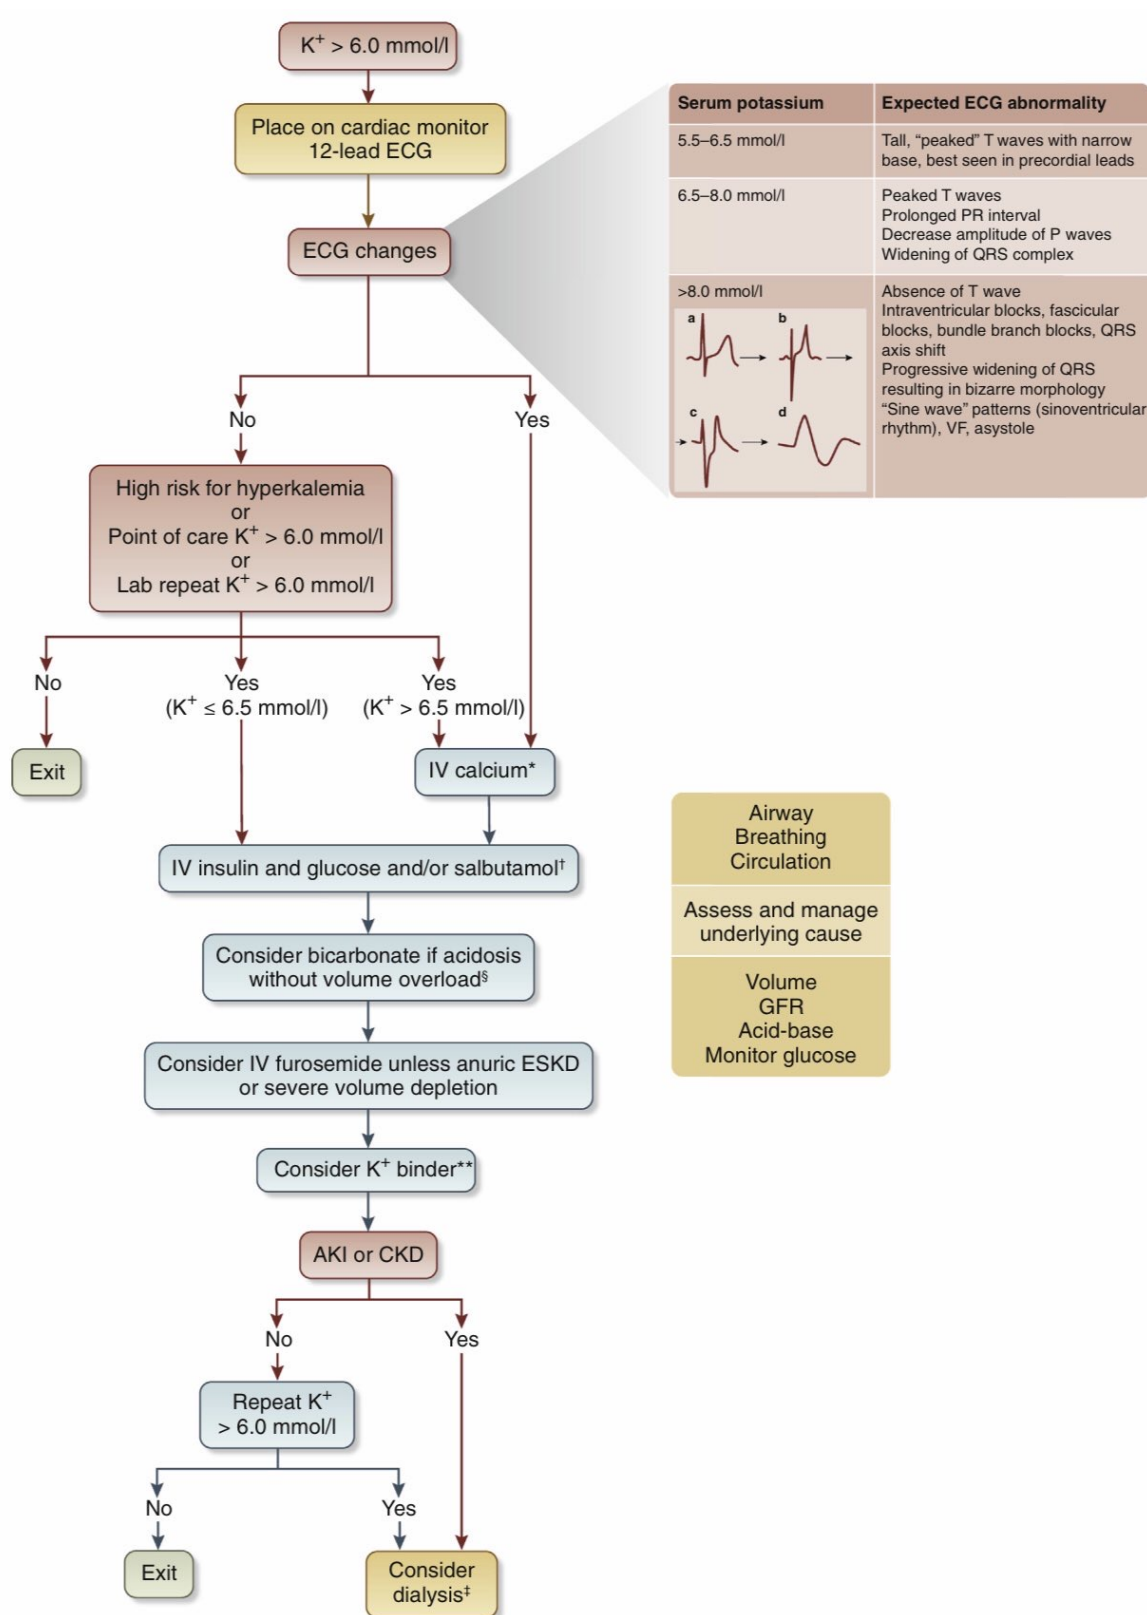 K+ > 6.0 mmol/l
Place on cardiac monitor
12-lead ECG
ECG changes
Serum potassium
Expected ECG abnormality
5.5–6.5 mmol/l
Tall, “peaked” T waves with narrow
base, best seen in precordial leads
6.5–8.0 mmol/l
Peaked T waves
Prolonged PR interval
Decrease amplitude of P waves
Widening of QRS complex
>8.0 mmol/l
a
b
c
d
Absence of T wave
Intraventricular blocks, fascicular
blocks, bundle branch blocks, QRS
axis shift
Progressive widening of QRS
resulting in bizarre morphology
“Sine wave” patterns (sinoventricular
rhythm), VF, asystole
No
Yes
High risk for hyperkalemia
or
Point of care K+ > 6.0 mmol/l
or
Lab repeat K+ > 6.0 mmol/l
No
Yes
(K+ ≤ 6.5 mmol/l)
Yes
(K+ > 6.5 mmol/l)
Exit
IV calcium*
IV insulin and glucose and/or salbutamol†
Consider bicarbonate if acidosis
without volume overload§
Consider IV furosemide unless anuric ESKD
or severe volume depletion
Consider K+ binder**
Airway
Breathing
Circulation
Assess and manage
underlying cause
Volume
GFR
Acid-base
Monitor glucose
AKI or CKD
No
Yes
Repeat K+
> 6.0 mmol/l
No
Yes
Exit
Consider
dialysis‡